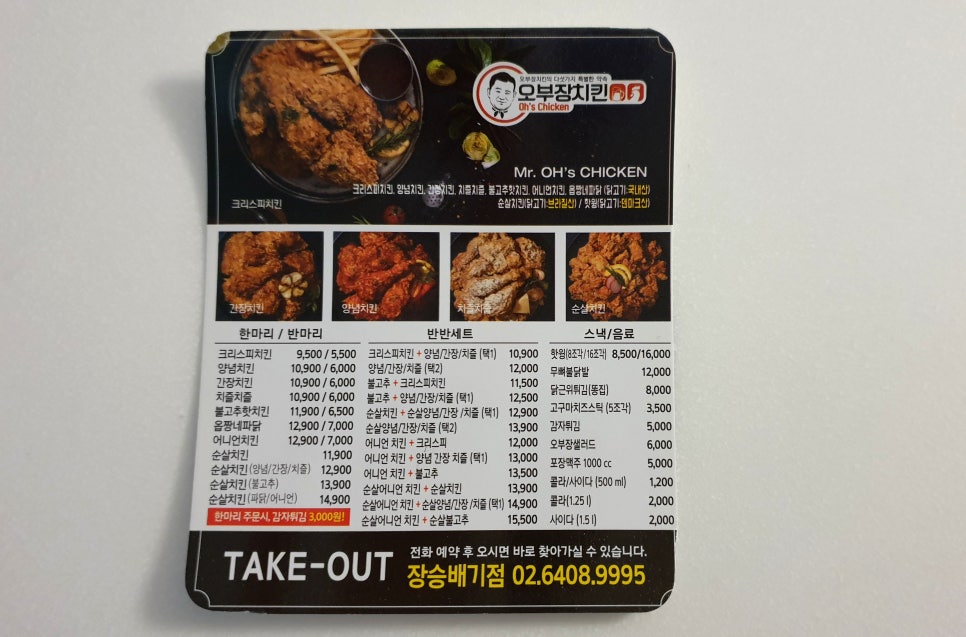 오부장치킨의 다섯가지 특별한 약속
오부장치킨
Oh's Chicken
Mr. OH's CHICKEN
크리스피치킨, 양념치킨, 간장치킨, 치즐치즐, 불고추핫치킨, 어니언치킨, 옴짱네파닭 (닭고기:국내산)
순살치킨(닭고기:브라질산) / 핫윙(닭고기:덴마크산)
크리스피치킨
간장치킨
양념치킨
치즐치즐
순살치킨
한마리 / 반마리
크리스피치킨 9,500 / 5,500
양념치킨 10,900 / 6,000
간장치킨 10,900 / 6,000
치즐치즐 10,900 / 6,000
불고추핫치킨 11,900 / 6,500
옴짱네파닭 12,900 / 7,000
어니언치킨 12,900 / 7,000
순살치킨 11,900
순살치킨 (양념/간장/치즐) 12,900
순살치킨 (불고추) 13,900
순살치킨 (파닭/어니언) 14,900
한마리 주문시, 감자튀김 3,000원!
반반세트
크리스피치킨 + 양념/간장/치즐 (택1) 10,900
양념/간장/치즐 (택2) 12,000
불고추 + 크리스피치킨 11,500
불고추 + 양념/간장/치즐 (택1) 12,500
순살치킨 + 순살양념/간장 /치즐 (택1) 12,900
순살양념/간장/치즐 (택2) 13,900
어니언 치킨 + 크리스피 12,000
어니언 치킨 + 양념 간장 치즐 (택1) 13,000
어니언 치킨 + 불고추 13,500
순살어니언 치킨 + 순살치킨 13,900
순살어니언 치킨 + 순살양념/간장/치즐 (택1) 14,900
순살어니언 치킨 + 순살불고추 15,500
스낵/음료
핫윙(8조각/16조각) 8,500/16,000
무뼈불닭발 12,000
닭근위튀김(똥집) 8,000
고구마치즈스틱 (5조각) 3,500
감자튀김 5,000
오부장샐러드 6,000
포장맥주 1000 cc 5,000
콜라/사이다 (500 ml) 1,200
콜라(1.25 l) 2,000
사이다 (1.5 l) 2,000
TAKE-OUT
전화 예약 후 오시면 바로 찾아가실 수 있습니다.
장승배기점 02.6408.9995